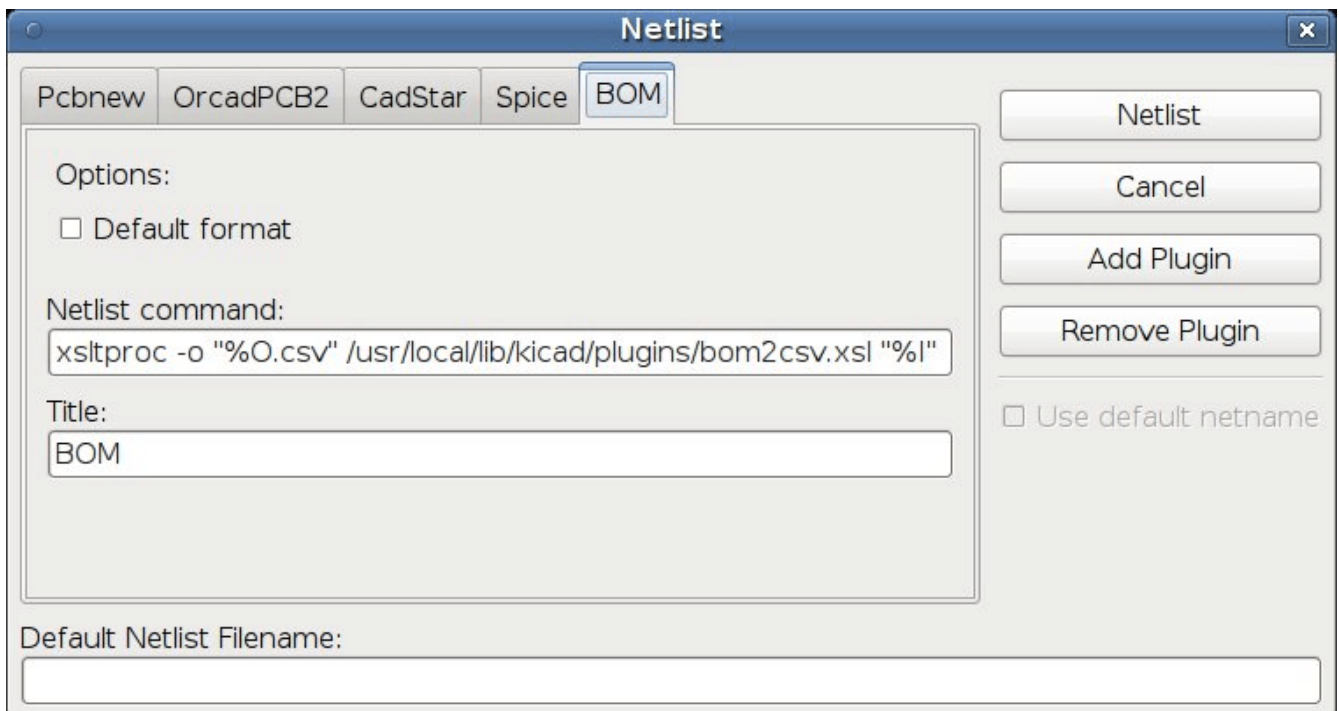 Netlist
Pcbnew OrcadPCB2 CadStar Spice BOM
Options:
Default format
Netlist command:
xsltproc -o "%O.csv" /usr/local/lib/kicad/plugins/bom2csv.xsl "%I"
Title:
BOM
Netlist
Cancel
Add Plugin
Remove Plugin
Use default netname
Default Netlist Filename: